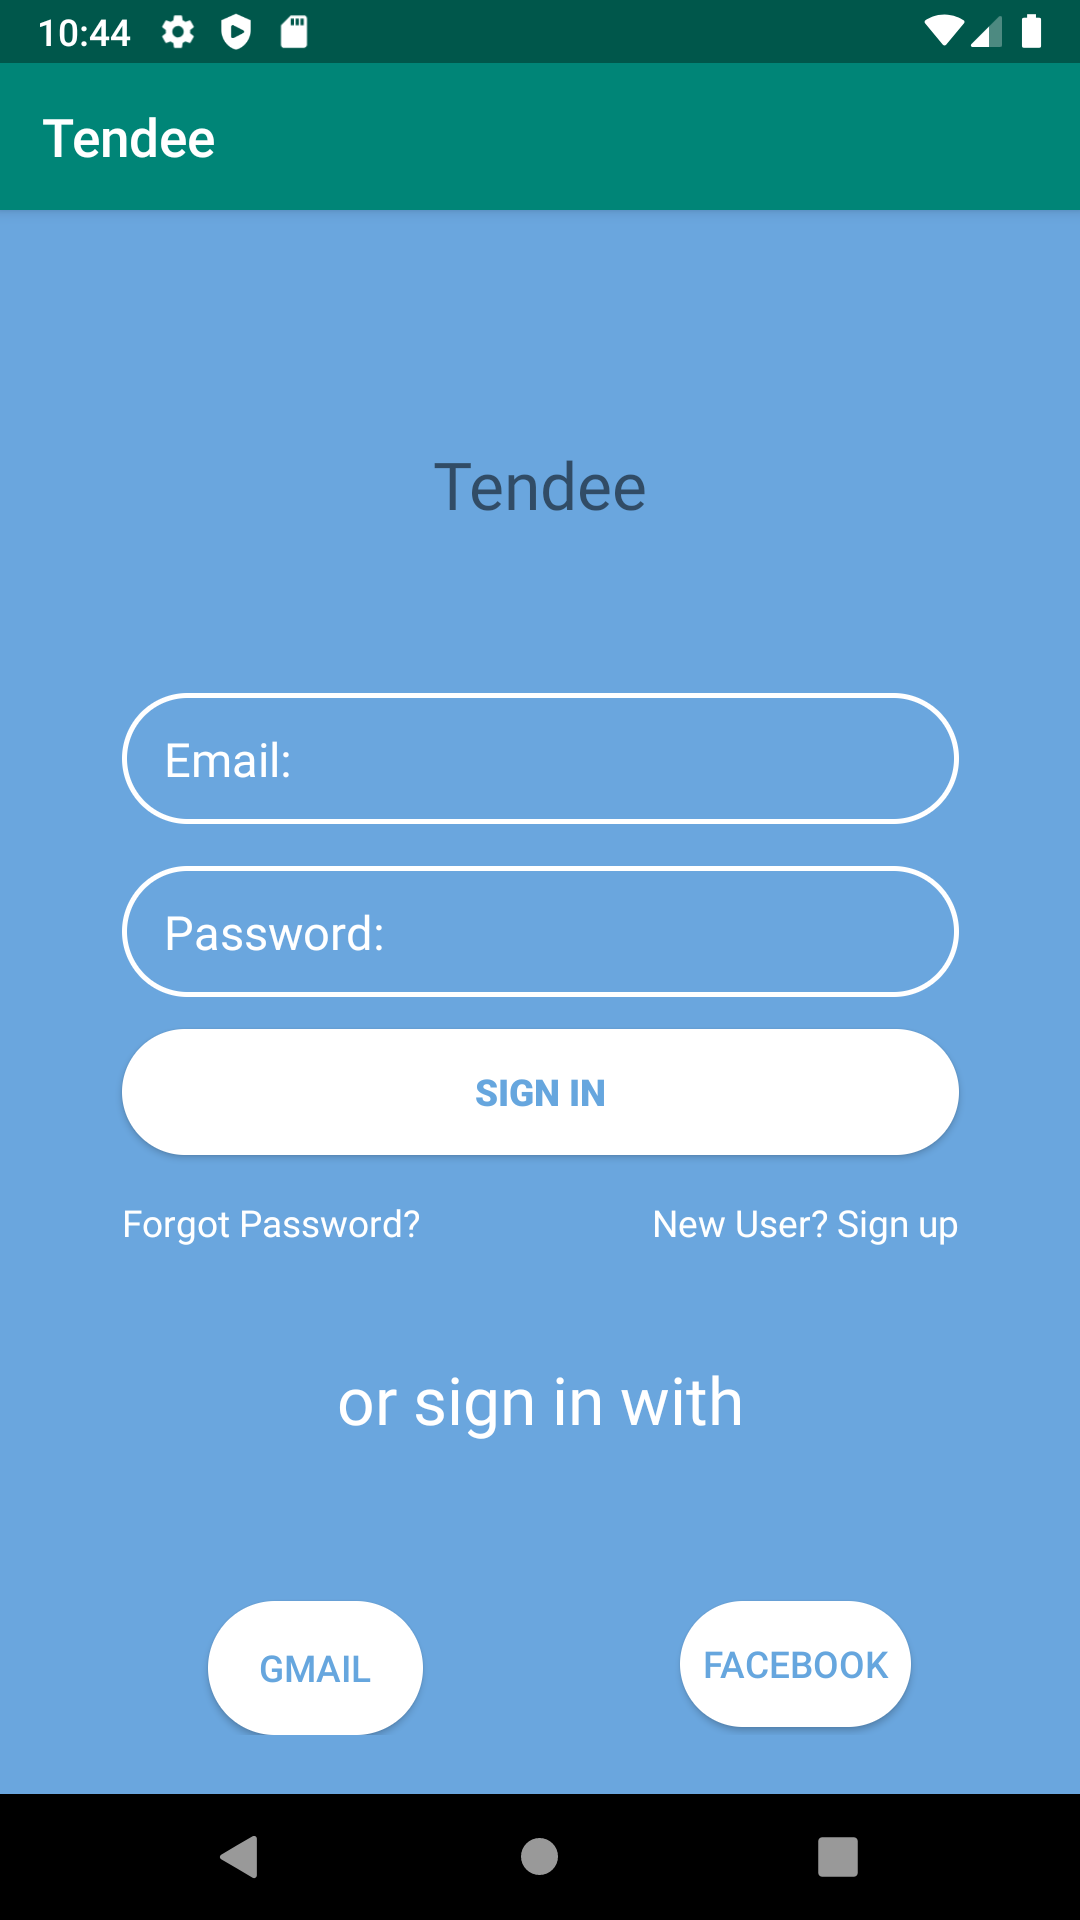 10:44
Tendee
Tendee
Email:
Password:
SIGN IN
Forgot Password? New User? Sign up
or sign in with
GMAIL FACEBOOK